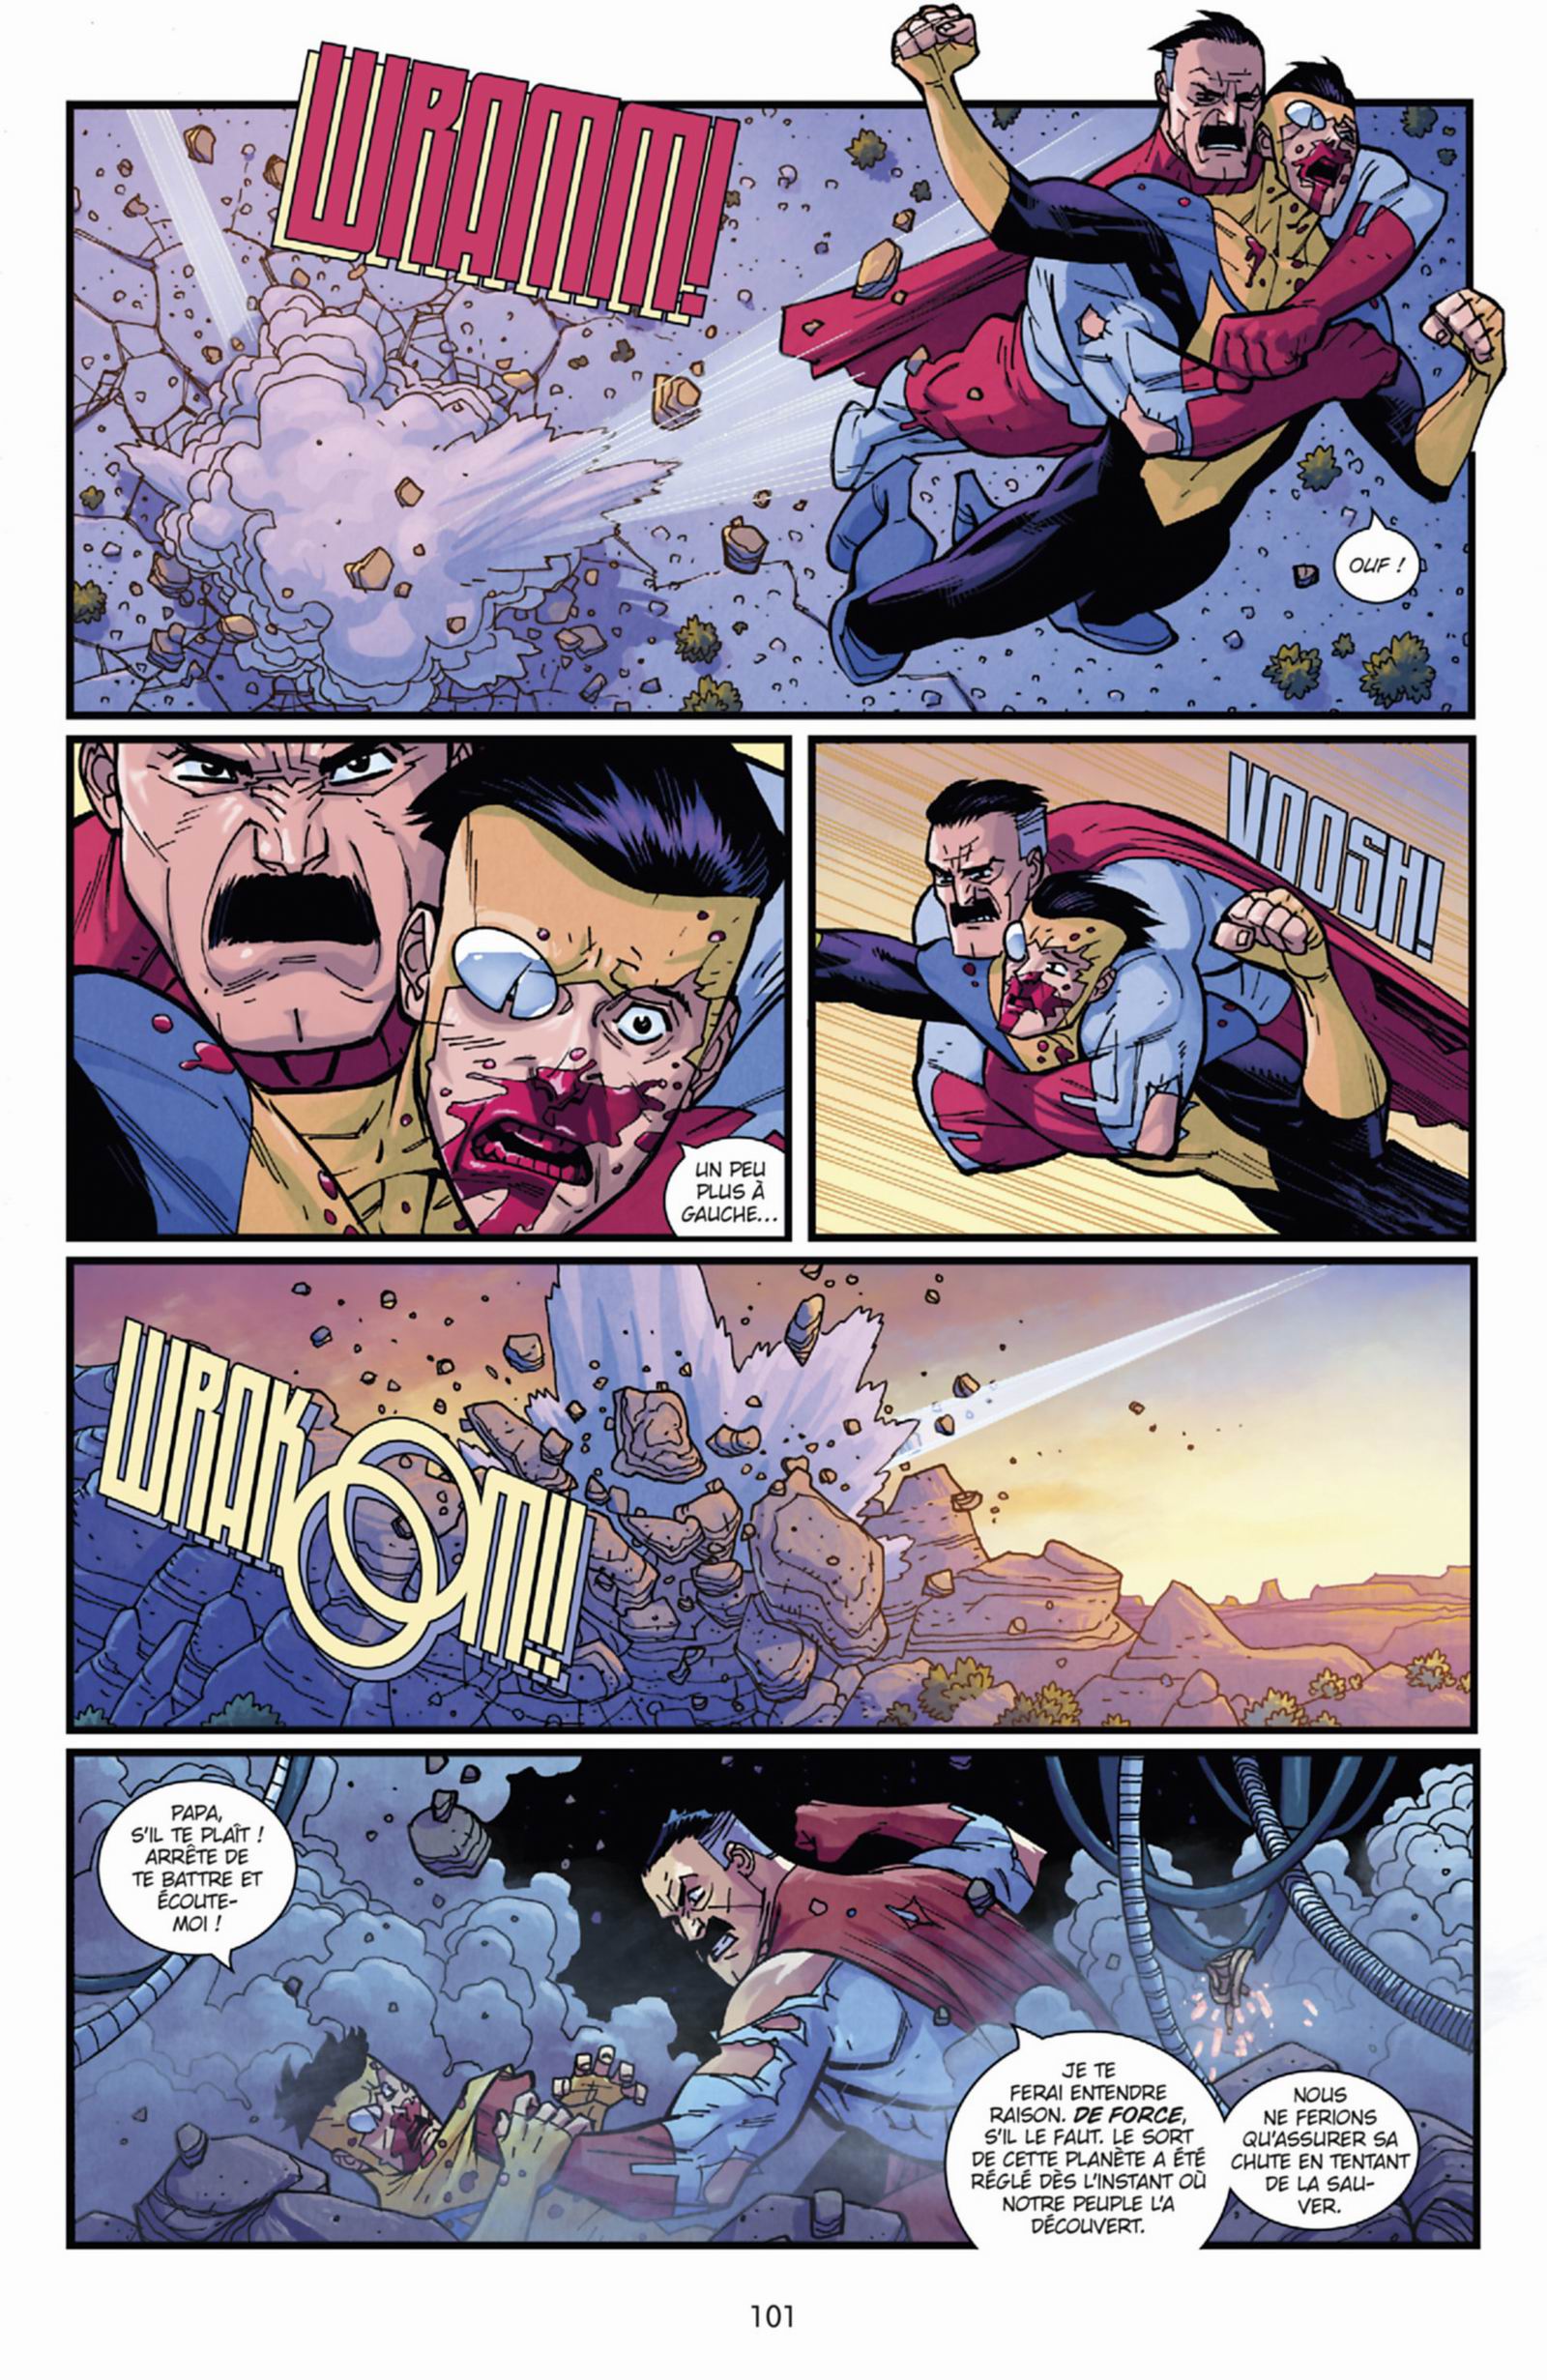 WRAMM!
OUF !
UN PEU
PLUS À
GAUCHE...
VOOSH!
WRAKOOM!!
PAPA,
S'IL TE PLAÎT !
ARRÊTE DE
TE BATTRE ET
ÉCOUTE-
MOI !
JE TE
FERAI ENTENDRE
RAISON. DE FORCE,
S'IL LE FAUT. LE SORT
DE CETTE PLANÈTE A ÉTÉ
RÉGLÉ DÈS L'INSTANT OÙ
NOTRE PEUPLE L'A
DÉCOUVERT.
NOUS
NE FERIONS
QU'ASSURER SA
CHUTE EN TENTANT
DE LA SAU-
VER.
101